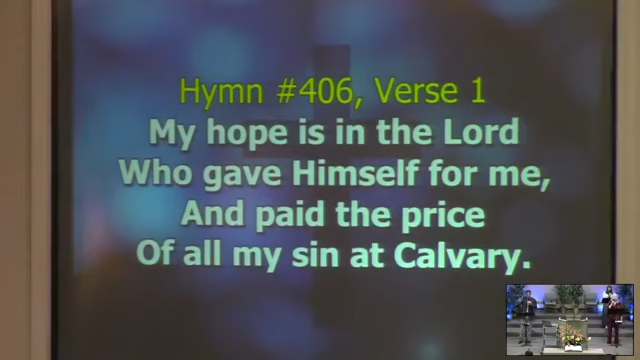 Hymn #406, Verse 1
My hope is in the Lord
Who gave Himself for me,
And paid the price
Of all my sin at Calvary.